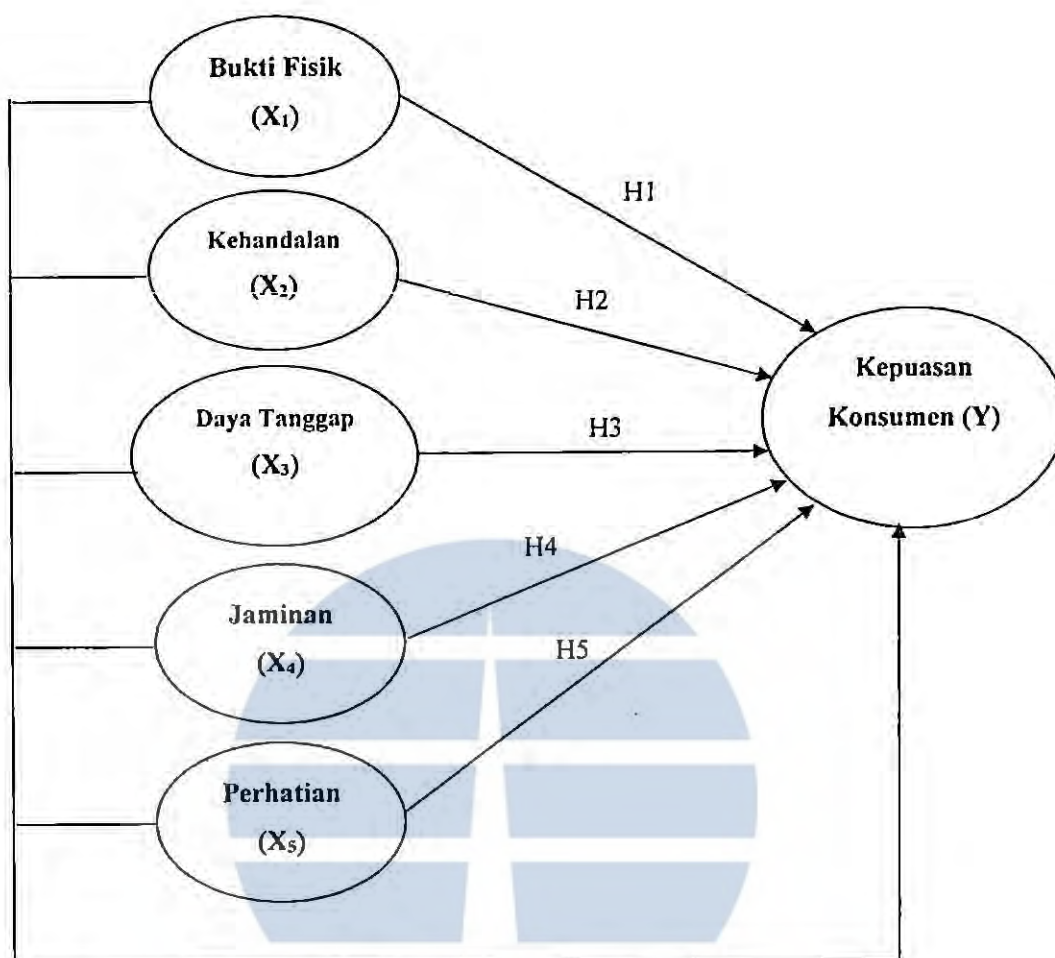 Bukti Fisik
(X₁)
H1
Kehandalan
(X₂)
H2
Kepuasan
Konsumen (Y)
Daya Tanggap
(X₃)
H3
H4
Jaminan
(X₄)
H5
Perhatian
(X₅)